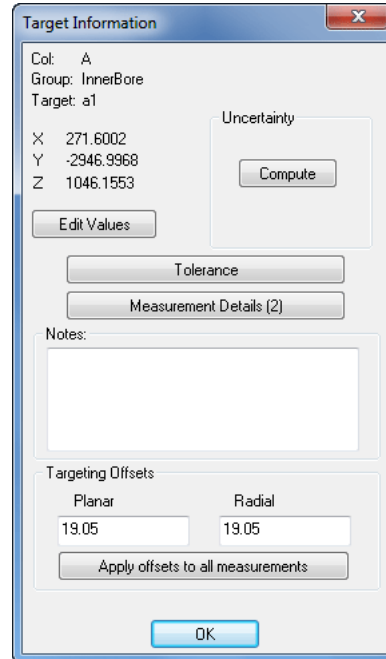 Target Information
Col: A
Group: InnerBore
Target: a1
X 271.6002
Y -2946.9968
Z 1046.1553
Uncertainty
Compute
Edit Values
Tolerance
Measurement Details (2)
Notes:
Targeting Offsets
Planar Radial
19.05 19.05
Apply offsets to all measurements
OK